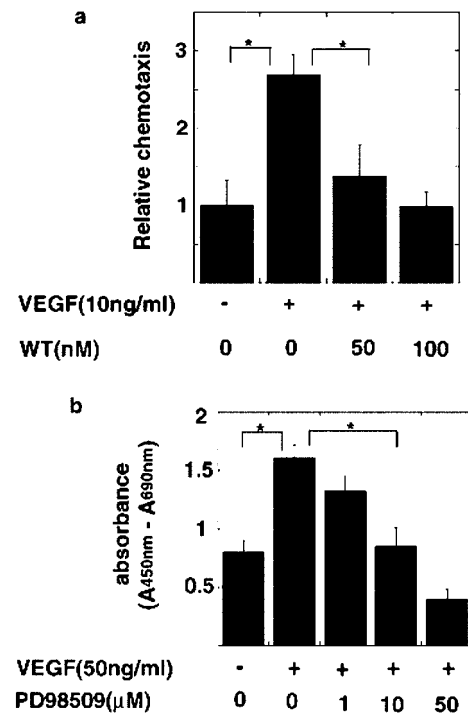 a
Relative chemotaxis
3
2
1
* *
VEGF(10ng/ml) - + + +
WT(nM) 0 0 50 100
b
absorbance
(A450nm - A690nm)
2
1.5
1
0.5
* *
VEGF(50ng/ml) - + + + +
PD98509(μM) 0 0 1 10 50